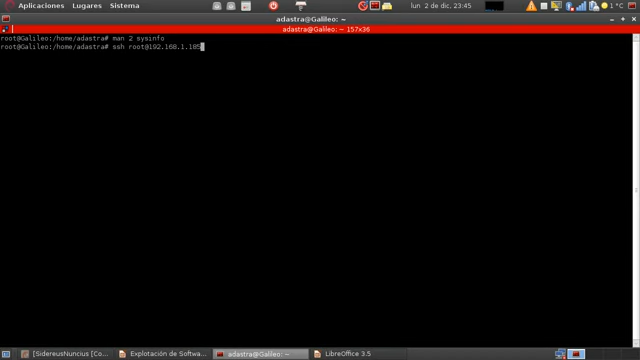 Aplicaciones Lugares Sistema lun 2 de dic, 23:45 1 °C
adastra@Galileo: ~
adastra@Galileo: ~ 157x36
root@Galileo:/home/adastra# man 2 sysinfo
root@Galileo:/home/adastra# ssh root@192.168.1.105
[SidereusNuncius [Co... Explotación de Softwa... adastra@Galileo: ~ LibreOffice 3.5